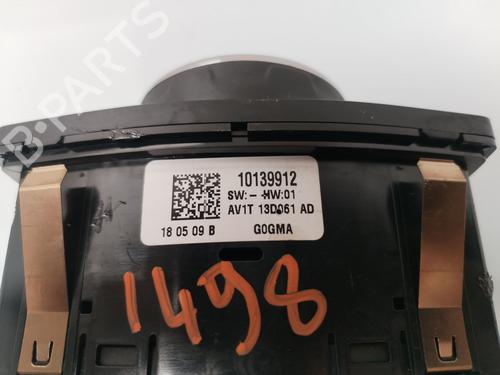 B-PARTS
10139912
SW:- HW:01
AV1T 13D061 AD
18 05 09 B G0GMA
1498